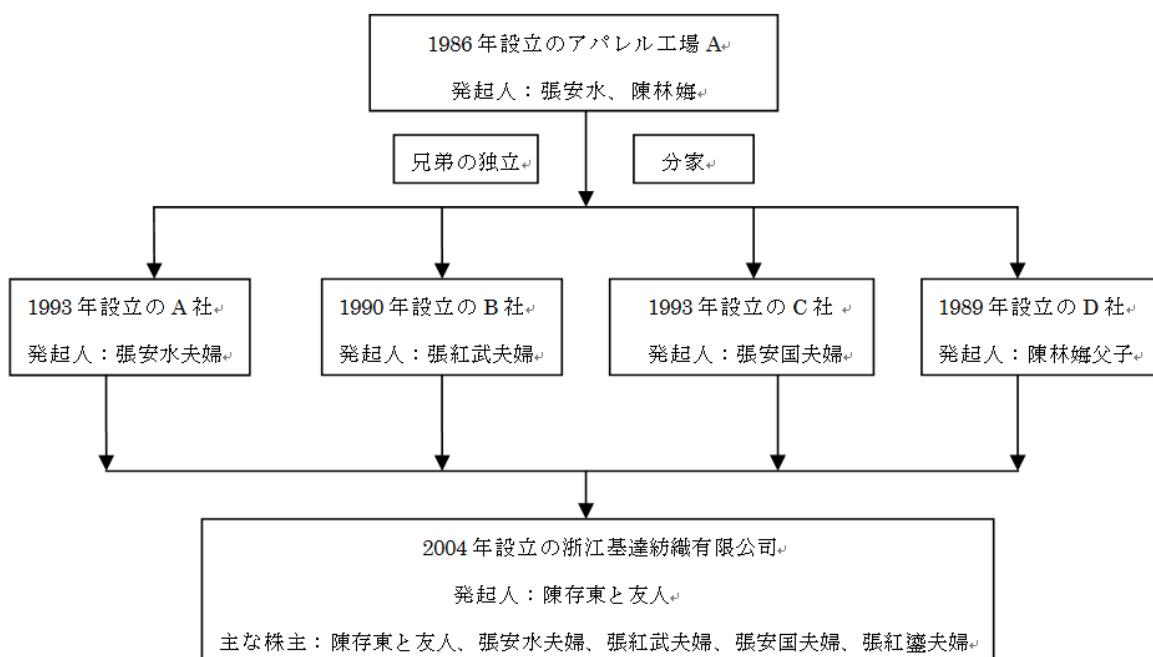 1986年設立のアパレル工場 A
発起人：張安水、陳林娒
兄弟の独立
分家
1993年設立の A 社
発起人：張安水夫婦
1990年設立の B 社
発起人：張紅武夫婦
1993年設立の C 社
発起人：張安国夫婦
1989年設立の D 社
発起人：陳林娒父子
2004年設立の浙江基達紡織有限公司
発起人：陳存東と友人
主な株主：陳存東と友人、張安水夫婦、張紅武夫婦、張安国夫婦、張紅鎏夫婦